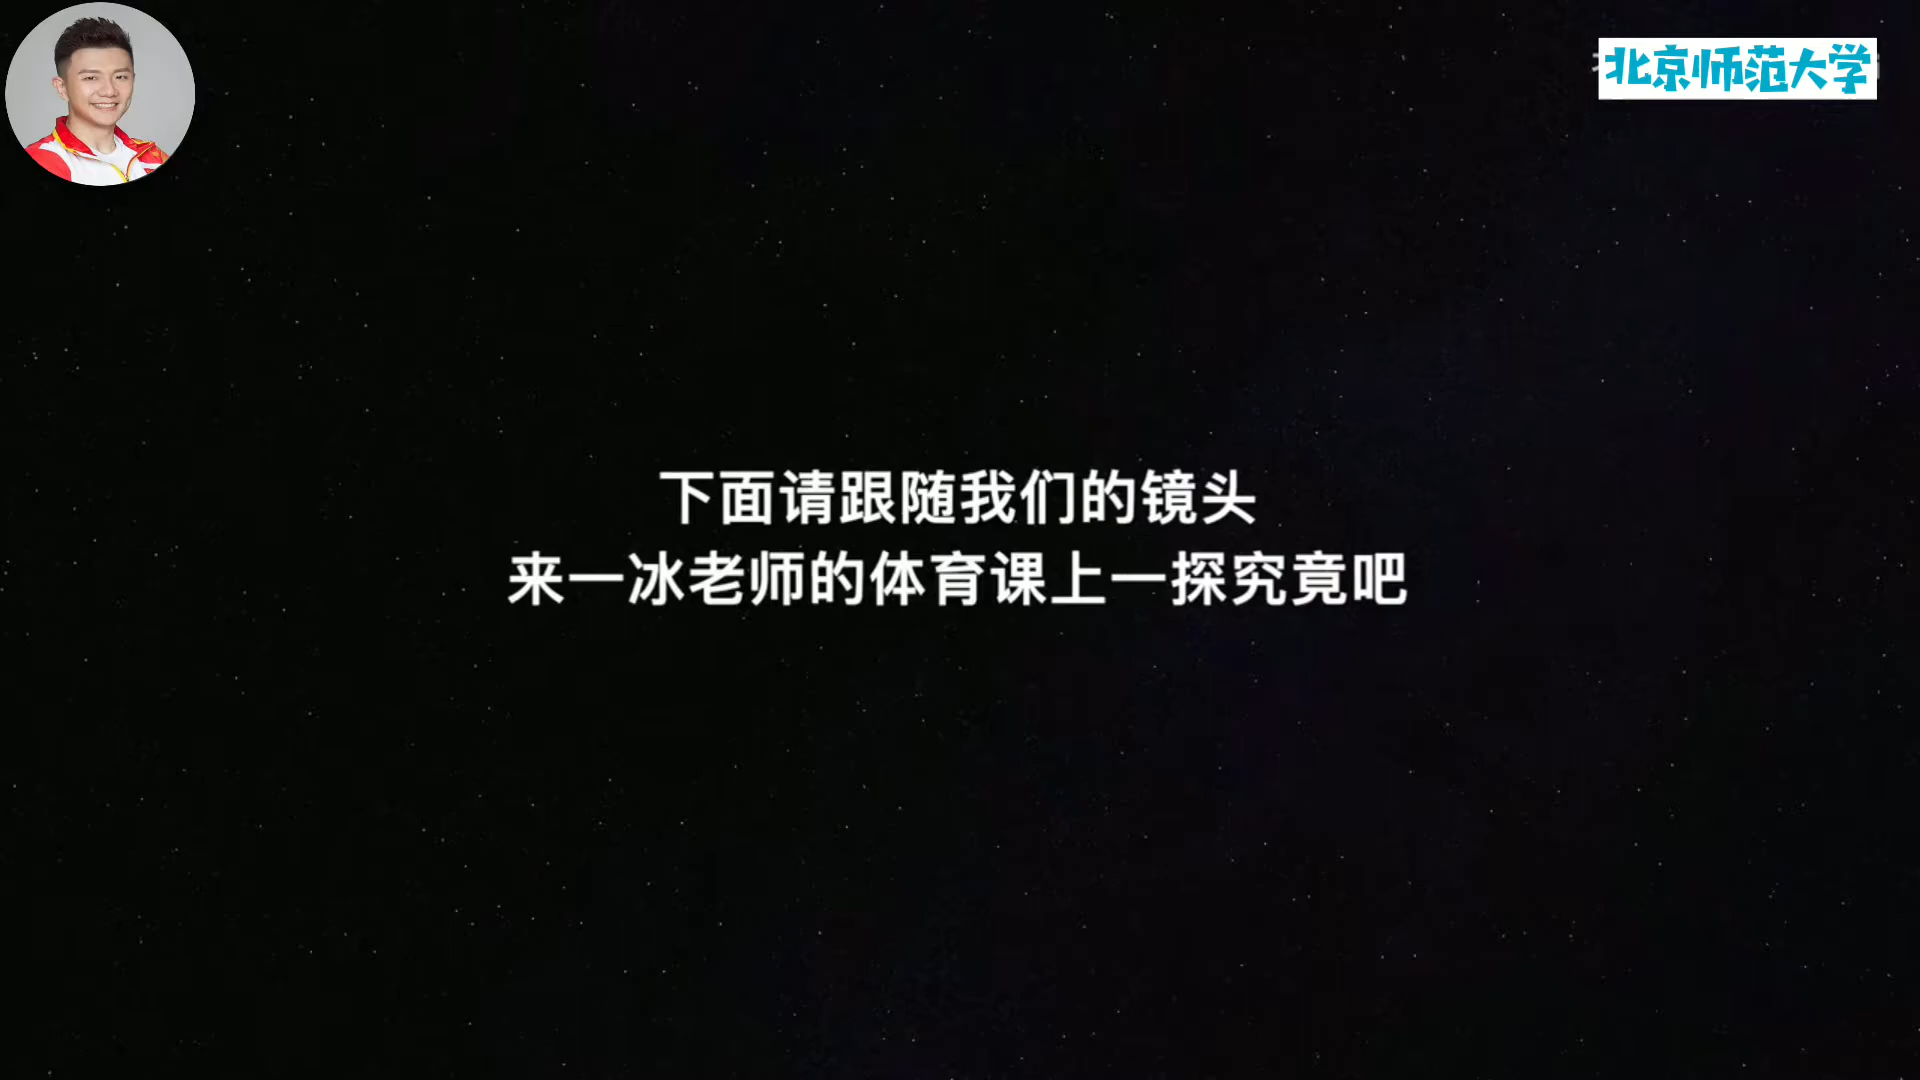 北京师范大学
下面请跟随我们的镜头
来一冰老师的体育课上一探究竟吧